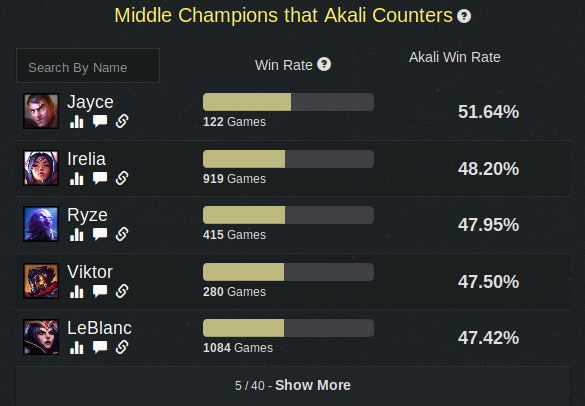 Middle Champions that Akali Counters ?
Search By Name
Win Rate ?
Akali Win Rate
Jayce
122 Games
51.64%
Irelia
919 Games
48.20%
Ryze
415 Games
47.95%
Viktor
280 Games
47.50%
LeBlanc
1084 Games
47.42%
5 / 40 - Show More